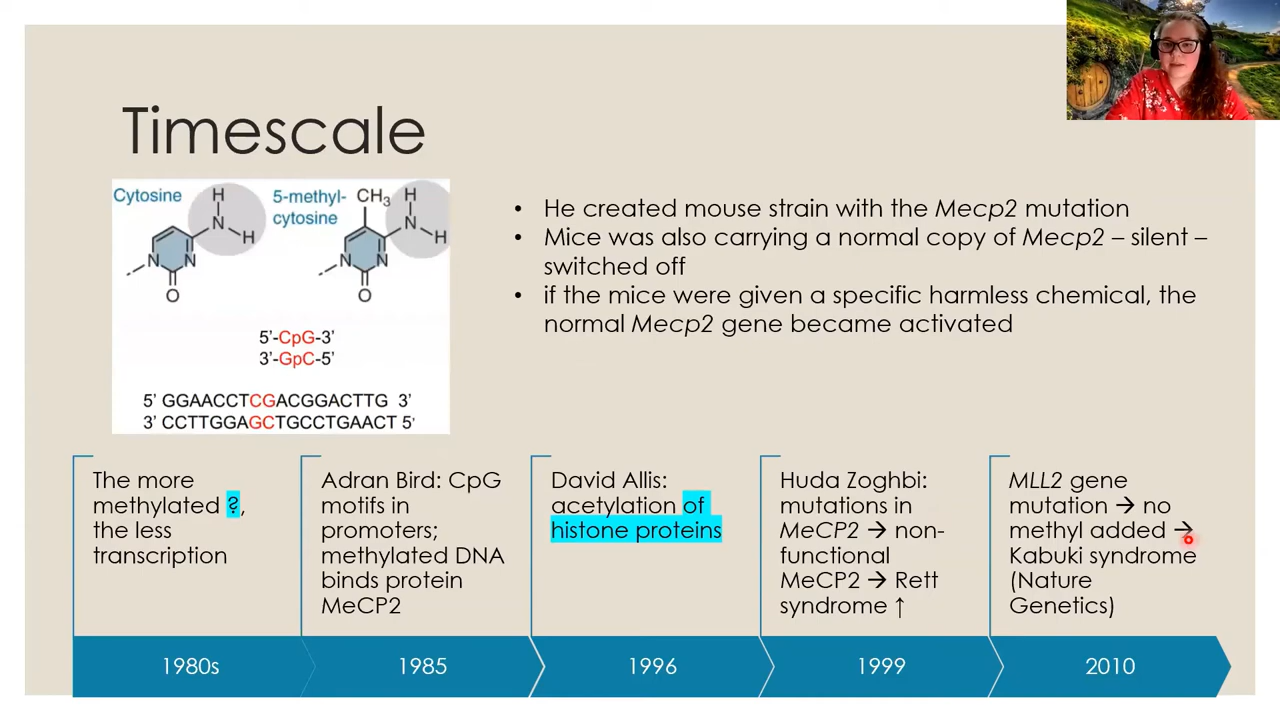 Timescale
Cytosine
H
N
H
5-methyl-
cytosine
CH3
H
N
H
N
N
O
N
N
O
5'-CpG-3'
3'-GpC-5'
5' GGAACCTCGACGGACTTG 3'
3' CCTTGGAGCTGCCTGAACT 5'
• He created mouse strain with the Mecp2 mutation
• Mice was also carrying a normal copy of Mecp2 – silent –
switched off
• if the mice were given a specific harmless chemical, the
normal Mecp2 gene became activated
The more
methylated ?,
the less
transcription
1980s
Adran Bird: CpG
motifs in
promoters;
methylated DNA
binds protein
MeCP2
1985
David Allis:
acetylation of
histone proteins
1996
Huda Zoghbi:
mutations in
MeCP2 → non-
functional
MeCP2 → Rett
syndrome ↑
1999
MLL2 gene
mutation → no
methyl added →
Kabuki syndrome
(Nature
Genetics)
2010